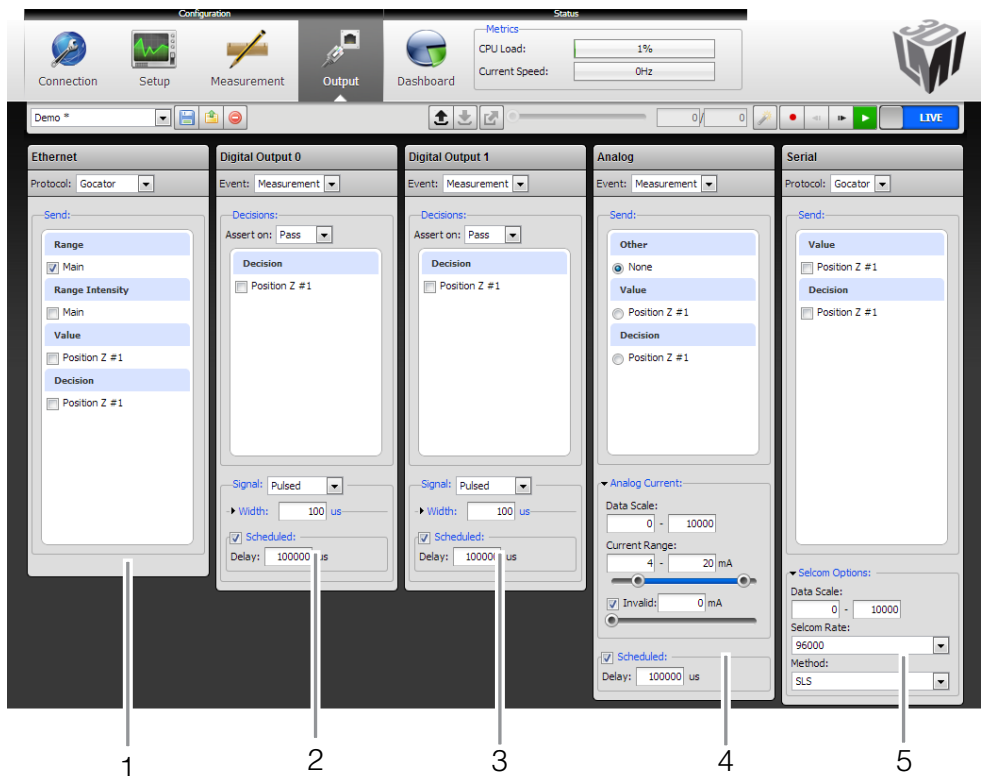 Configuration
Status
Connection
Setup
Measurement
Output
Dashboard
Metrics
CPU Load: 1%
Current Speed: 0Hz
3D
LMI
Demo *
0 / 0
LIVE
Ethernet
Protocol: Gocator
Send:
Range
Main
Range Intensity
Main
Value
Position Z #1
Decision
Position Z #1
1
Digital Output 0
Event: Measurement
Decisions:
Assert on: Pass
Decision
Position Z #1
Signal: Pulsed
Width: 100 us
Scheduled:
Delay: 100000 us
2
Digital Output 1
Event: Measurement
Decisions:
Assert on: Pass
Decision
Position Z #1
Signal: Pulsed
Width: 100 us
Scheduled:
Delay: 100000 us
3
Analog
Event: Measurement
Send:
Other
None
Value
Position Z #1
Decision
Position Z #1
Analog Current:
Data Scale:
0 - 10000
Current Range:
4 - 20 mA
Invalid: 0 mA
Scheduled:
Delay: 100000 us
4
Serial
Protocol: Gocator
Send:
Value
Position Z #1
Decision
Position Z #1
Selcom Options:
Data Scale:
0 - 10000
Selcom Rate:
96000
Method:
SLS
5